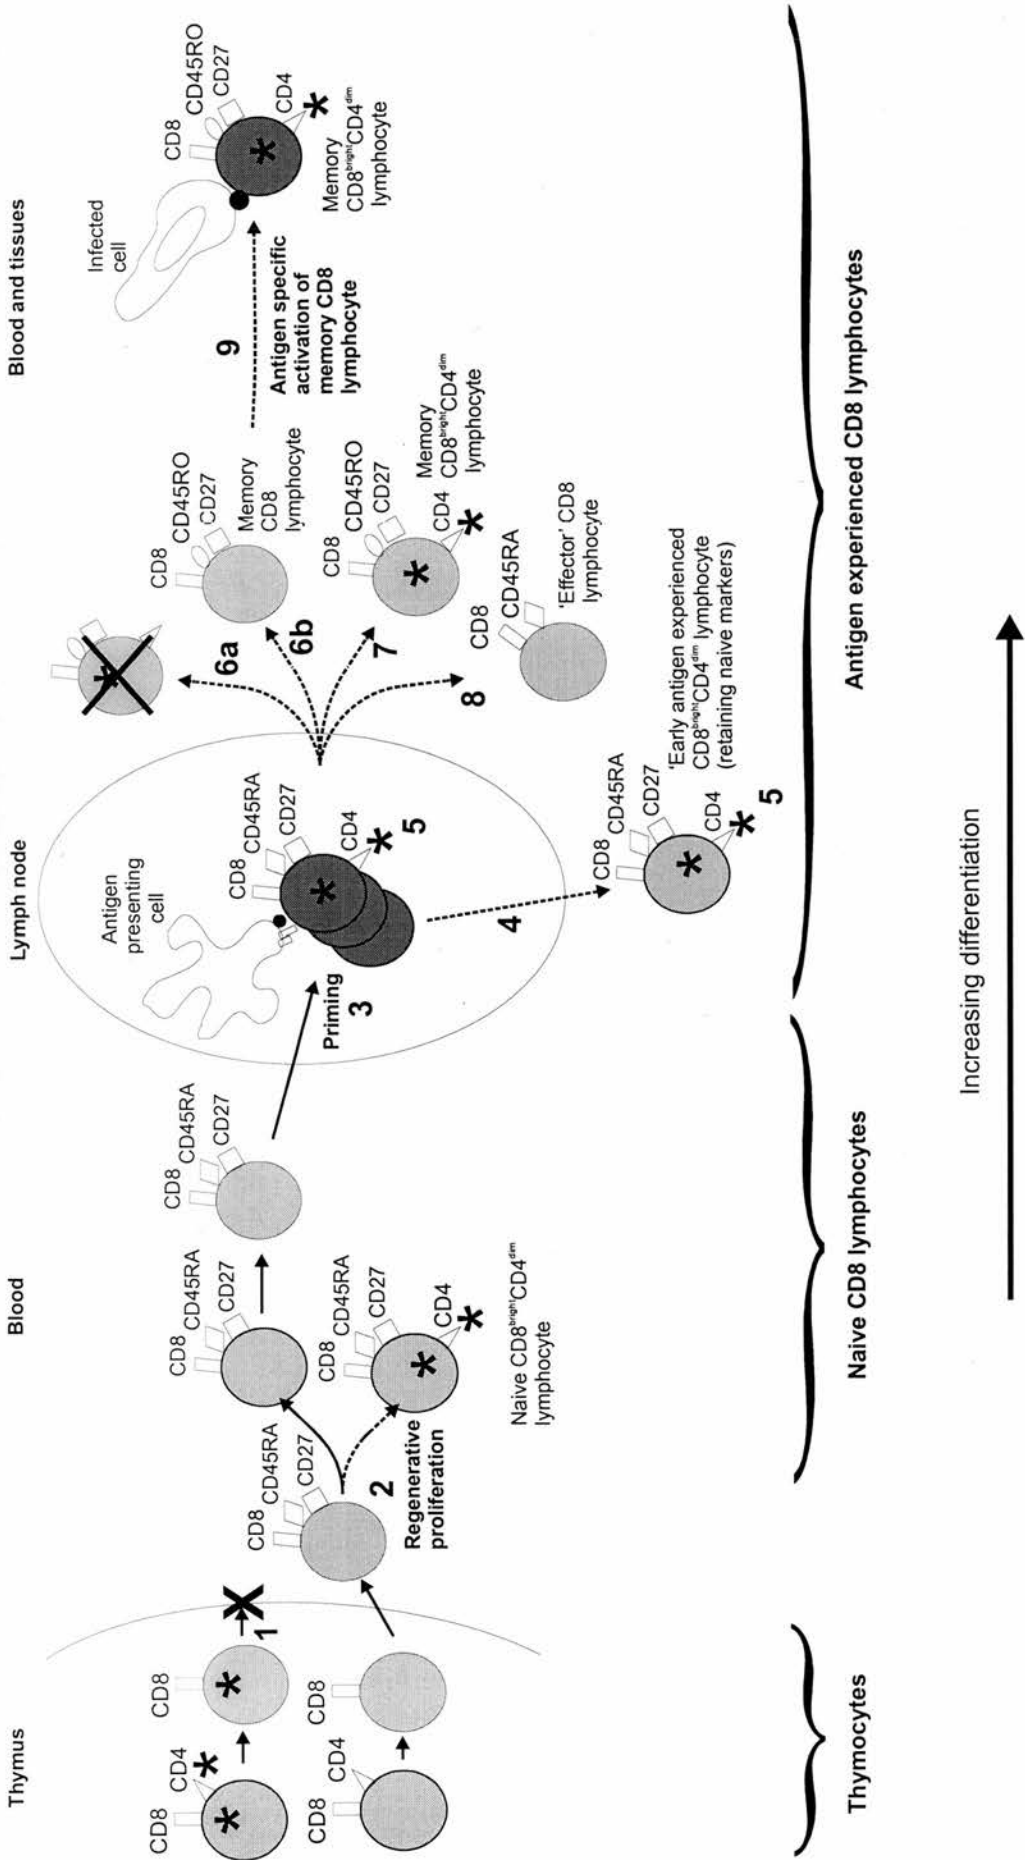 Thymus
Blood
Lymph node
Blood and tissues
CD8
CD4
*
*
CD8
*
1
X
CD8
CD4
CD8
CD8
CD45RA
CD27
2
Regenerative
proliferation
CD8
CD45RA
CD27
CD8
CD45RA
CD27
CD4
*
*
Naive CD8brightCD4dim
lymphocyte
CD8
CD45RA
CD27
Antigen
presenting
cell
Priming
3
CD8
CD45RA
CD27
CD4
*
*
5
4
CD8
CD45RA
CD27
CD4
*
*
5
'Early antigen experienced
CD8brightCD4dim lymphocyte
(retaining naive markers)
*
6a
6b
7
8
CD8
CD45RO
CD27
Memory
CD8
lymphocyte
CD8
CD45RO
CD27
CD4
*
*
Memory
CD8brightCD4dim
lymphocyte
CD8
CD45RA
'Effector' CD8
lymphocyte
9
Antigen specific
activation of
memory CD8
lymphocyte
Infected
cell
CD8
CD45RO
CD27
CD4
*
*
Memory
CD8brightCD4dim
lymphocyte
Thymocytes
Naive CD8 lymphocytes
Antigen experienced CD8 lymphocytes
Increasing differentiation